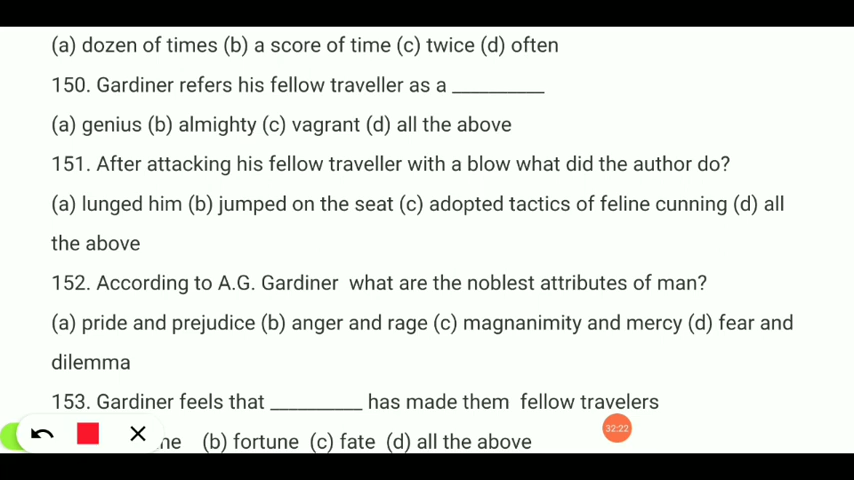 (a) dozen of times (b) a score of time (c) twice (d) often
150. Gardiner refers his fellow traveller as a __________
(a) genius (b) almighty (c) vagrant (d) all the above
151. After attacking his fellow traveller with a blow what did the author do?
(a) lunged him (b) jumped on the seat (c) adopted tactics of feline cunning (d) all
the above
152. According to A.G. Gardiner what are the noblest attributes of man?
(a) pride and prejudice (b) anger and rage (c) magnanimity and mercy (d) fear and
dilemma
153. Gardiner feels that __________ has made them fellow travelers
(b) fortune (c) fate (d) all the above
32:22